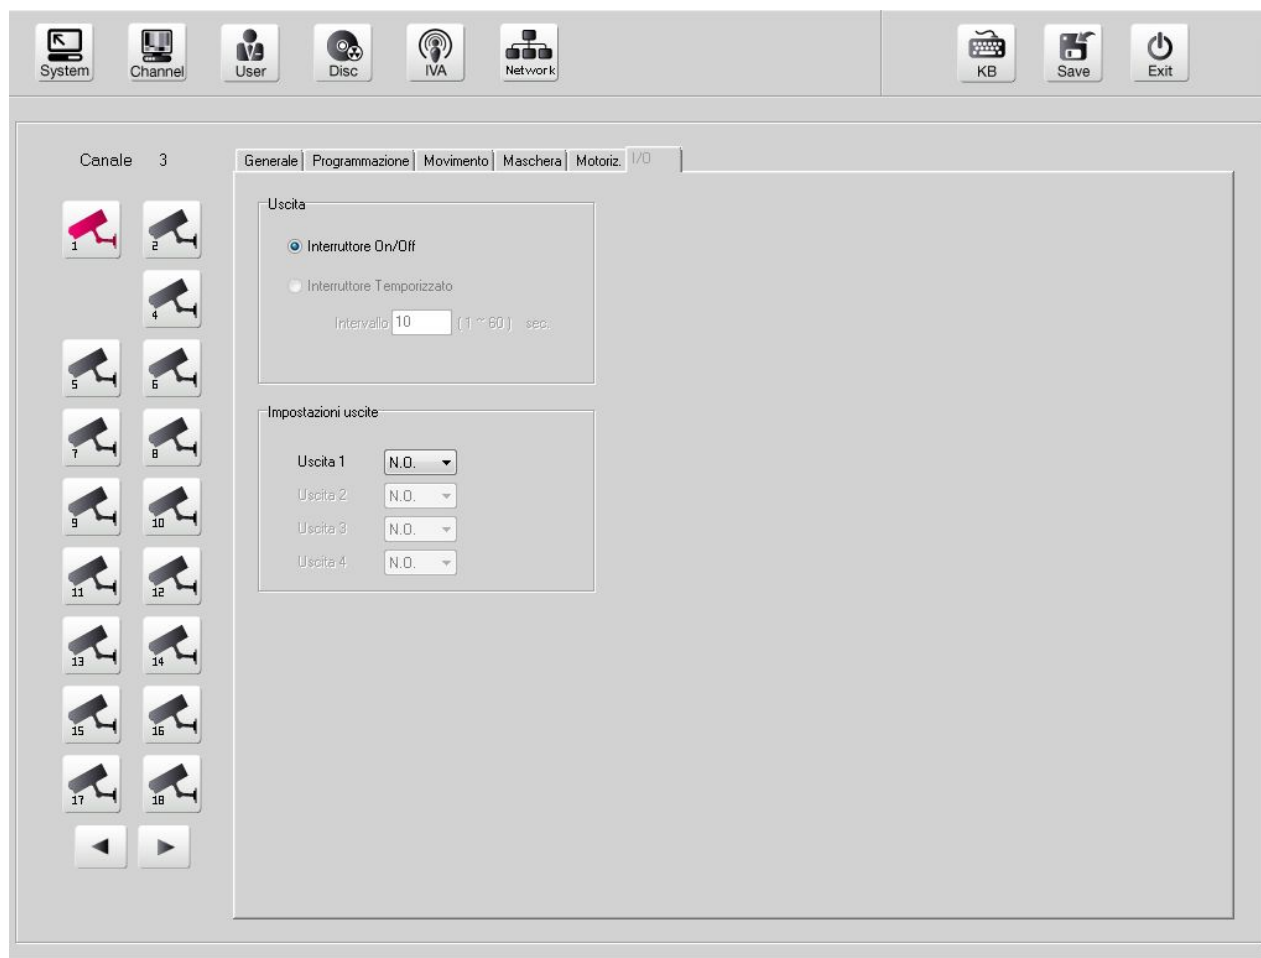 System Channel User Disc IVA Network KB Save Exit
Canale 3
Generale Programmazione Movimento Maschera Motoriz. I/O
Uscita
Interruttore On/Off
Interruttore Temporizzato
Intervallo 10 ( 1 ~ 60 ) sec.
Impostazioni uscite
Uscita 1 N.O.
Uscita 2 N.O.
Uscita 3 N.O.
Uscita 4 N.O.
1 2
4
5 6
7 8
9 10
11 12
13 14
15 16
17 18